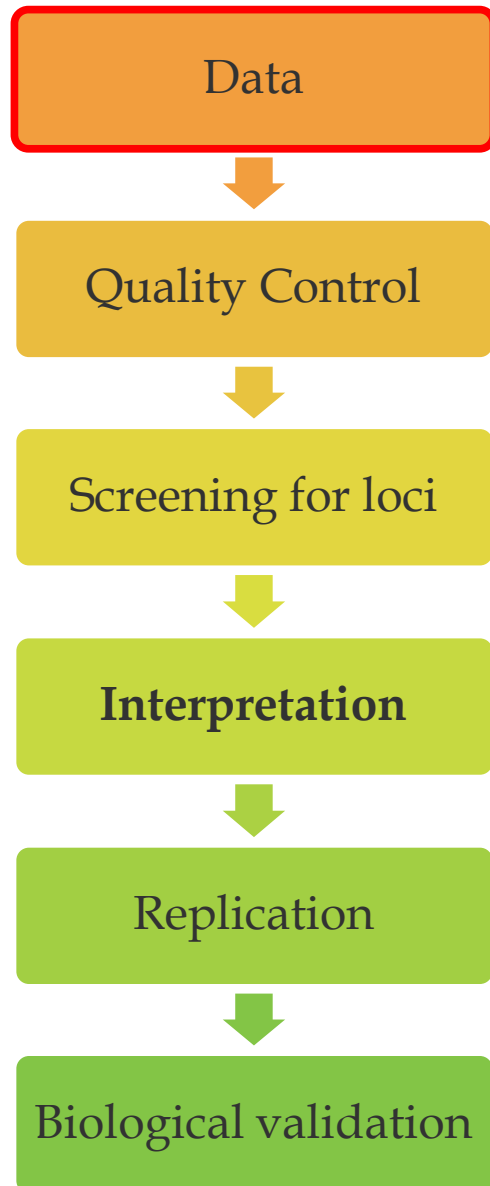 Data
Quality Control
Screening for loci
Interpretation
Replication
Biological validation